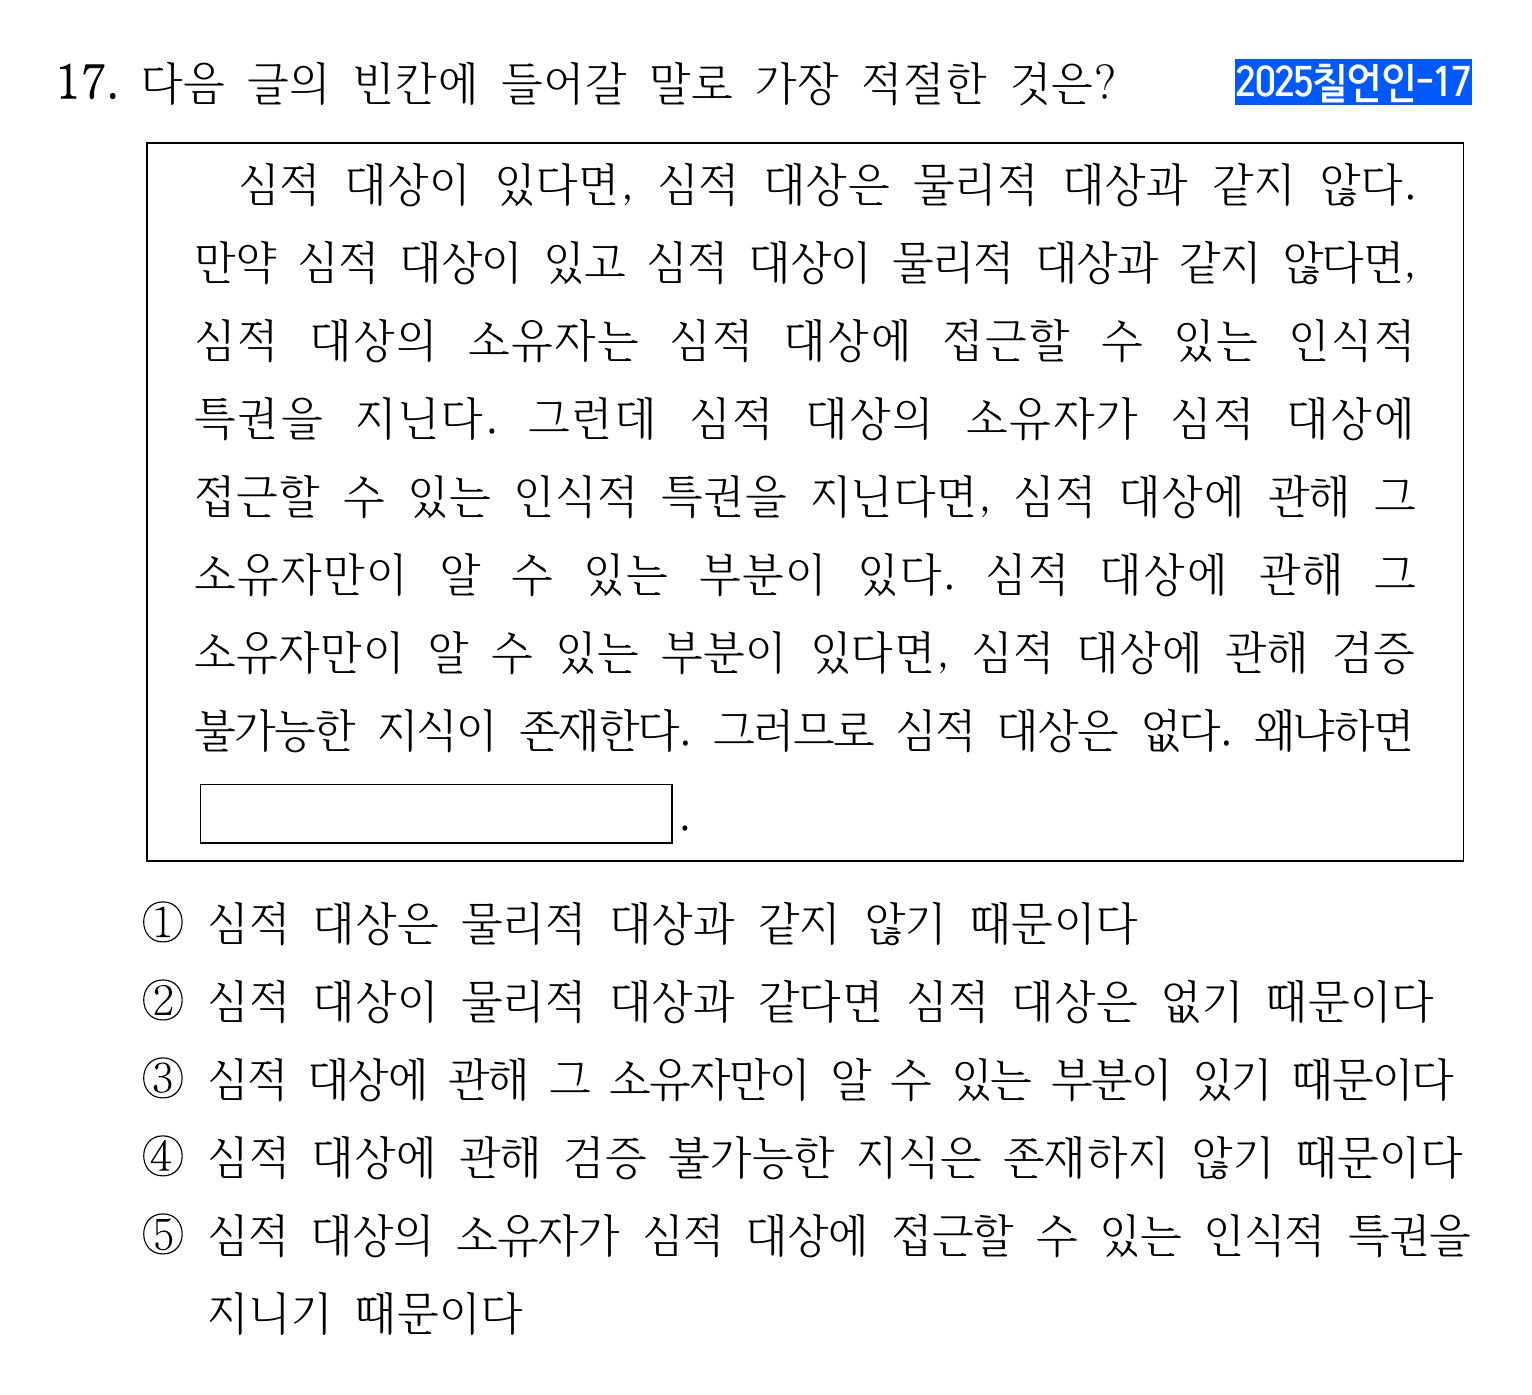 17. 다음 글의 빈칸에 들어갈 말로 가장 적절한 것은? 2025칠언인-17
심적 대상이 있다면, 심적 대상은 물리적 대상과 같지 않다.
만약 심적 대상이 있고 심적 대상이 물리적 대상과 같지 않다면,
심적 대상의 소유자는 심적 대상에 접근할 수 있는 인식적
특권을 지닌다. 그런데 심적 대상의 소유자가 심적 대상에
접근할 수 있는 인식적 특권을 지닌다면, 심적 대상에 관해 그
소유자만이 알 수 있는 부분이 있다. 심적 대상에 관해 그
소유자만이 알 수 있는 부분이 있다면, 심적 대상에 관해 검증
불가능한 지식이 존재한다. 그러므로 심적 대상은 없다. 왜냐하면
.
① 심적 대상은 물리적 대상과 같지 않기 때문이다
② 심적 대상이 물리적 대상과 같다면 심적 대상은 없기 때문이다
③ 심적 대상에 관해 그 소유자만이 알 수 있는 부분이 있기 때문이다
④ 심적 대상에 관해 검증 불가능한 지식은 존재하지 않기 때문이다
⑤ 심적 대상의 소유자가 심적 대상에 접근할 수 있는 인식적 특권을
지니기 때문이다